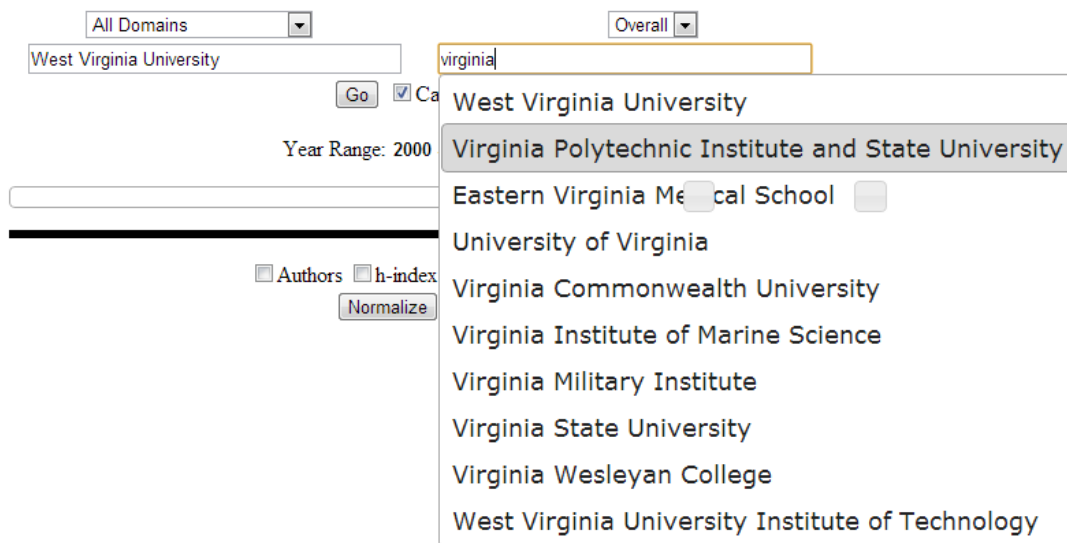 All Domains Overall
West Virginia University virginia
Go Ca
West Virginia University
Year Range: 2000
Virginia Polytechnic Institute and State University
Eastern Virginia Me cal School
University of Virginia
Authors h-index
Virginia Commonwealth University
Normalize
Virginia Institute of Marine Science
Virginia Military Institute
Virginia State University
Virginia Wesleyan College
West Virginia University Institute of Technology